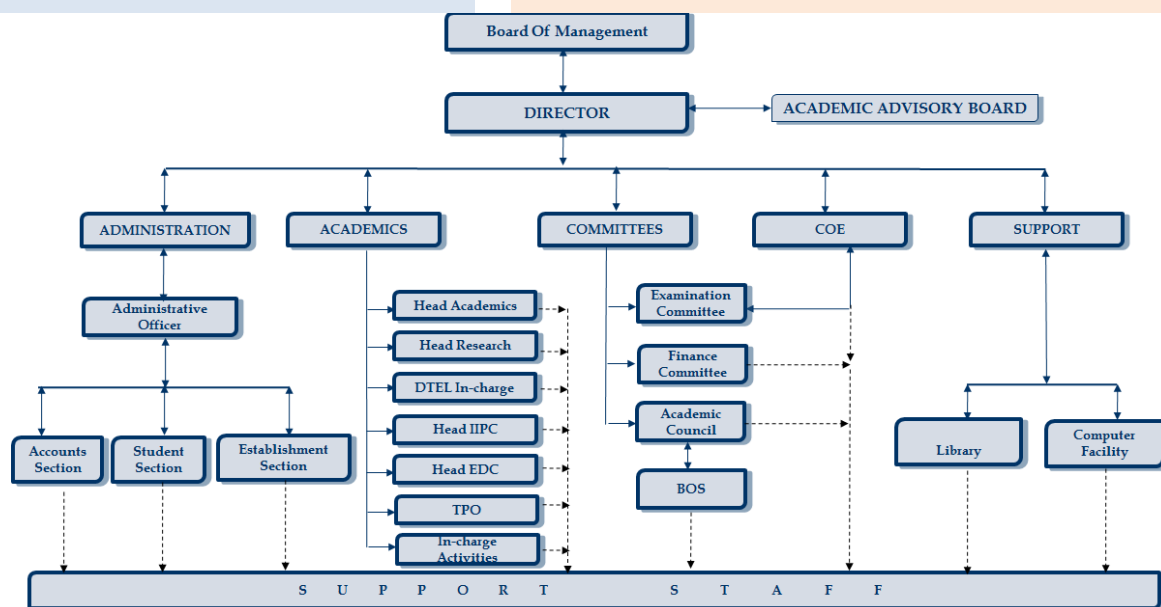 Board Of Management
DIRECTOR
ACADEMIC ADVISORY BOARD
ADMINISTRATION
ACADEMICS
COMMITTEES
COE
SUPPORT
Administrative
Officer
Accounts
Section
Student
Section
Establishment
Section
Head Academics
Head Research
DTEL In-charge
Head IIPC
Head EDC
TPO
In-charge
Activities
Examination
Committee
Finance
Committee
Academic
Council
BOS
Library
Computer
Facility
S U P P O R T S T A F F